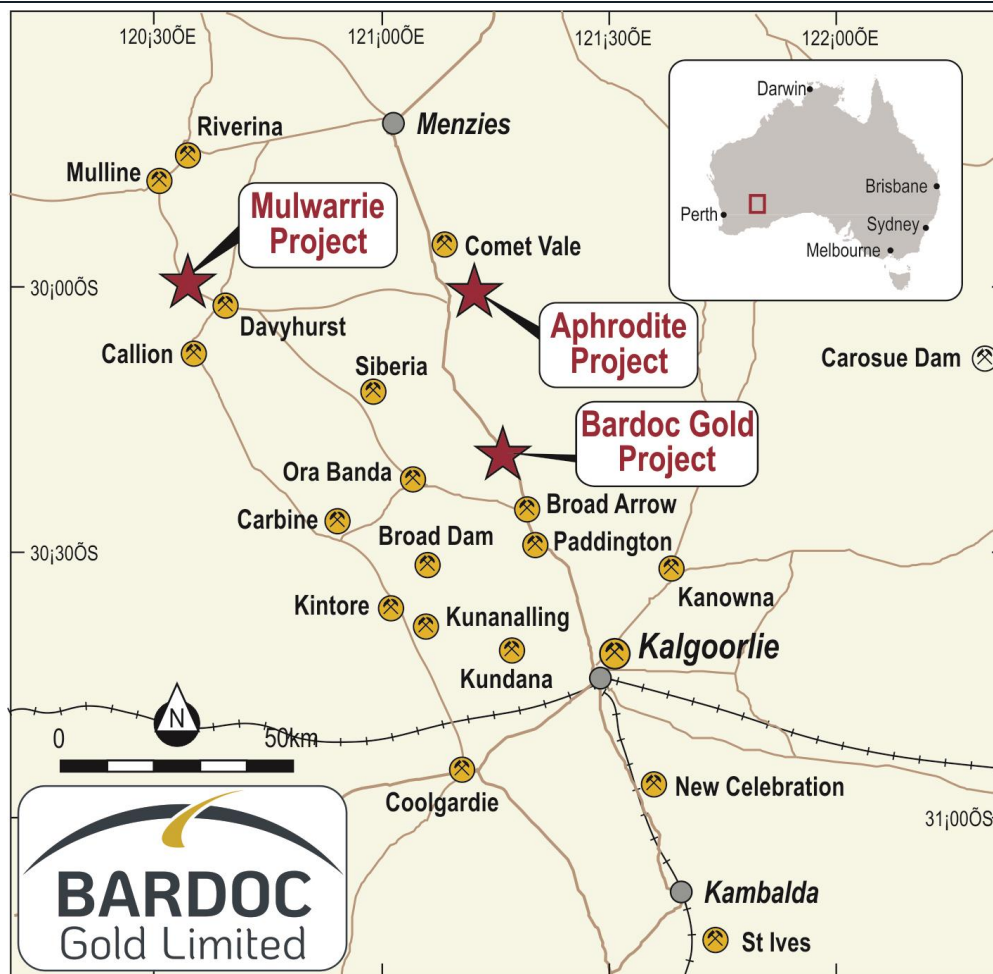 120¡30ÕE
121¡00ÕE
121¡30ÕE
122¡00ÕE
Darwin
Brisbane
Perth
Sydney
Melbourne
Riverina
Menzies
Mulline
Mulwarrie
Project
Comet Vale
30¡00ÕS
Davyhurst
Aphrodite
Project
Callion
Siberia
Carosue Dam
Bardoc Gold
Project
Ora Banda
Broad Arrow
Carbine
Broad Dam
Paddington
30¡30ÕS
Kanowna
Kintore
Kunanalling
Kalgoorlie
Kundana
N
0
50km
Coolgardie
New Celebration
31¡00ÕS
BARDOC
Gold Limited
Kambalda
St Ives